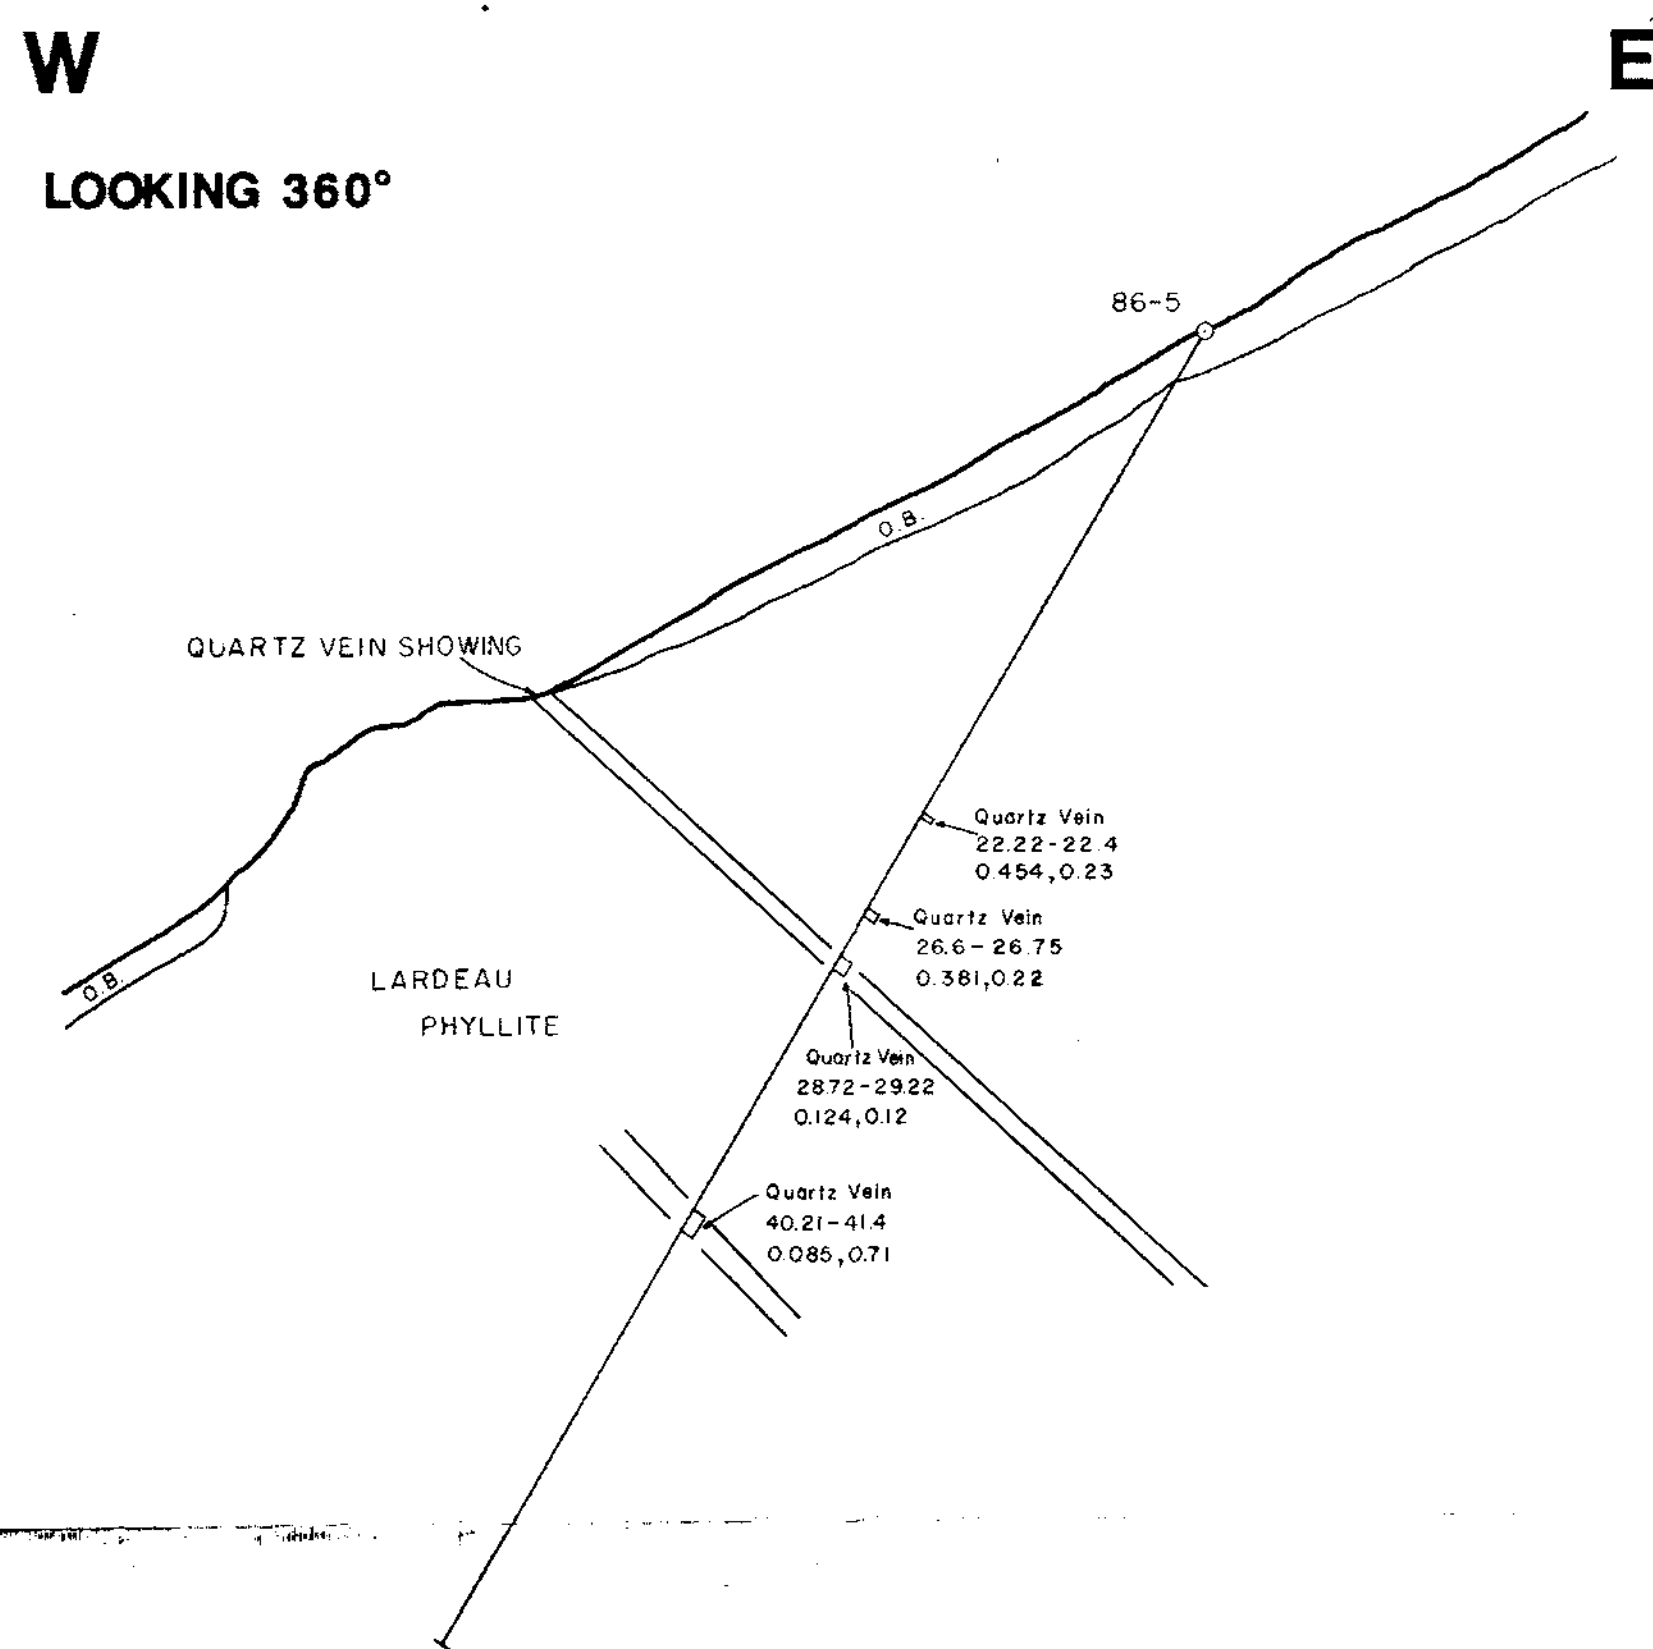 W
E
LOOKING 360°
86-5
O.B.
QUARTZ VEIN SHOWING
Quartz Vein
22.22-22.4
0.454,0.23
Quartz Vein
26.6-26.75
0.381,0.22
LARDEAU
PHYLLITE
O.B.
Quartz Vein
28.72-29.22
0.124,0.12
Quartz Vein
40.21-41.4
0.085,0.71